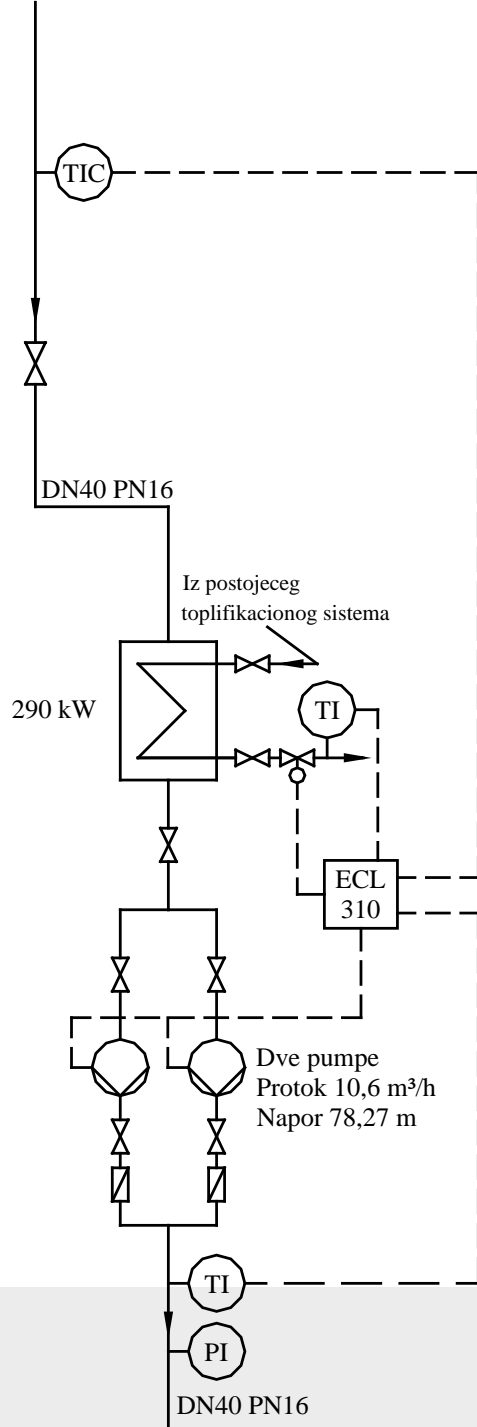 TIC
DN40 PN16
Iz postojeceg
toplifikacionog sistema
290 kW
TI
ECL
310
Dve pumpe
Protok 10,6 m³/h
Napor 78,27 m
TI
PI
DN40 PN16